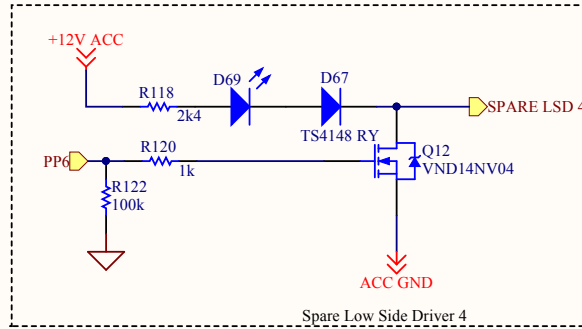 +12V ACC
R118
2k4
D69
D67
TS4148 RY
SPARE LSD 4
PP6
R120
1k
Q12
VND14NV04
R122
100k
ACC GND
Spare Low Side Driver 4